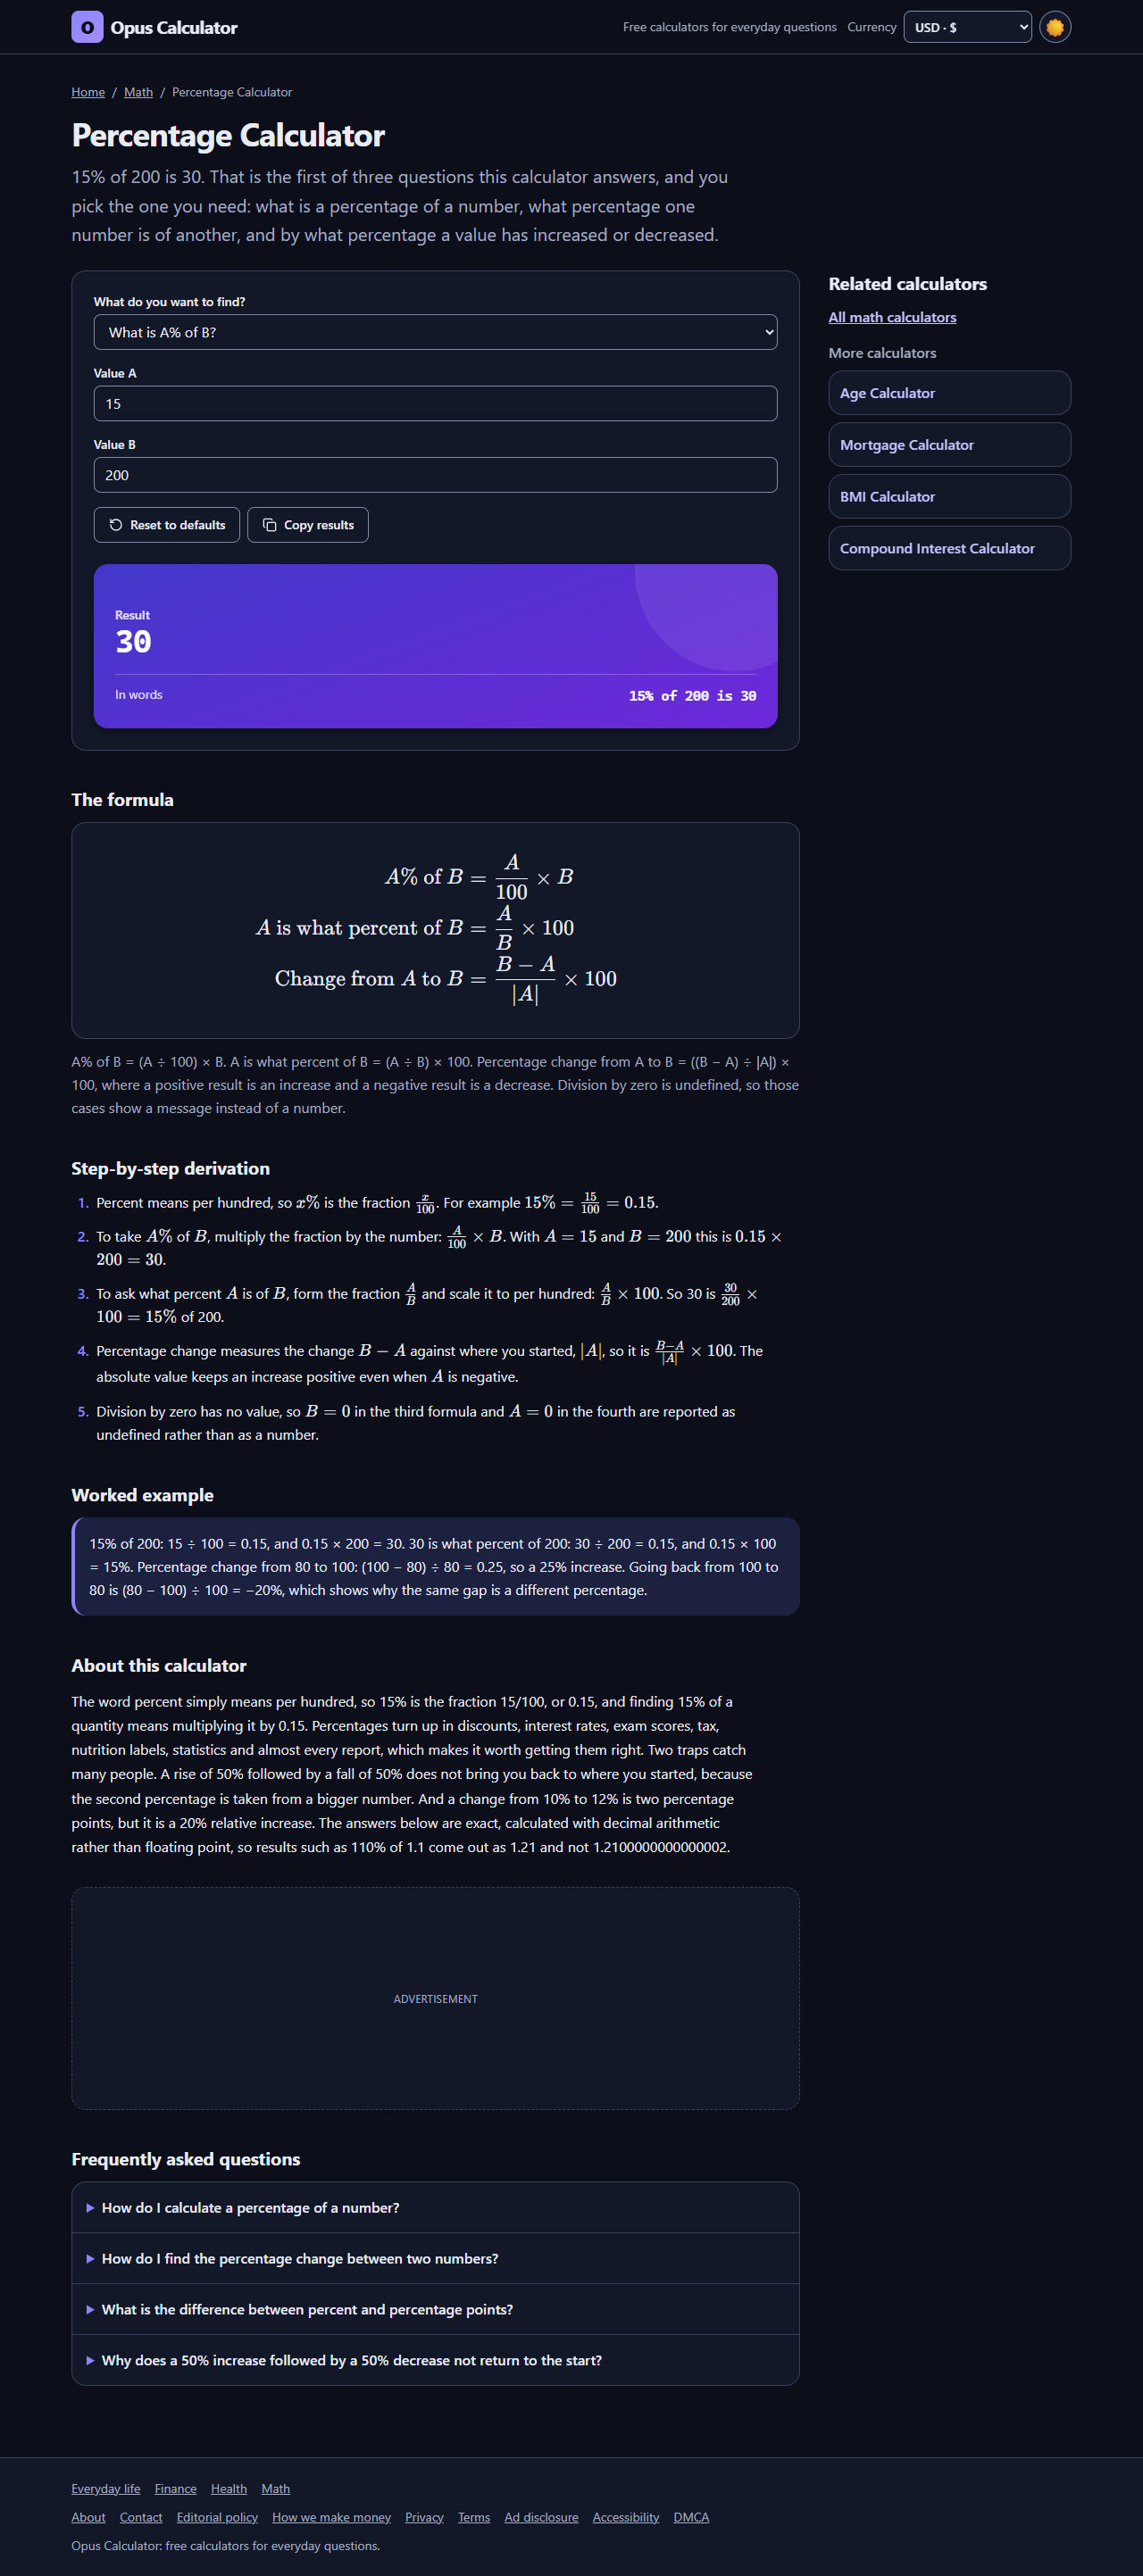 O Opus Calculator
Free calculators for everyday questions Currency USD · $
Home / Math / Percentage Calculator
Percentage Calculator
15% of 200 is 30. That is the first of three questions this calculator answers, and you
pick the one you need: what is a percentage of a number, what percentage one
number is of another, and by what percentage a value has increased or decreased.
What do you want to find?
What is A% of B?
Value A
15
Value B
200
Reset to defaults Copy results
Result
30
In words 15% of 200 is 30
Related calculators
All math calculators
More calculators
Age Calculator
Mortgage Calculator
BMI Calculator
Compound Interest Calculator
The formula
A% of B = A/100 × B
A is what percent of B = A/B × 100
Change from A to B = (B − A)/|A| × 100
A% of B = (A ÷ 100) × B. A is what percent of B = (A ÷ B) × 100. Percentage change from A to B = ((B − A) ÷ |A|) ×
100, where a positive result is an increase and a negative result is a decrease. Division by zero is undefined, so those
cases show a message instead of a number.
Step-by-step derivation
1. Percent means per hundred, so x% is the fraction x/100. For example 15% = 15/100 = 0.15.
2. To take A% of B, multiply the fraction by the number: A/100 × B. With A = 15 and B = 200 this is 0.15 ×
200 = 30.
3. To ask what percent A is of B, form the fraction A/B and scale it to per hundred: A/B × 100. So 30 is 30/200 ×
100 = 15% of 200.
4. Percentage change measures the change B − A against where you started, |A|, so it is (B−A)/|A| × 100. The
absolute value keeps an increase positive even when A is negative.
5. Division by zero has no value, so B = 0 in the third formula and A = 0 in the fourth are reported as
undefined rather than as a number.
Worked example
15% of 200: 15 ÷ 100 = 0.15, and 0.15 × 200 = 30. 30 is what percent of 200: 30 ÷ 200 = 0.15, and 0.15 × 100
= 15%. Percentage change from 80 to 100: (100 − 80) ÷ 80 = 0.25, so a 25% increase. Going back from 100 to
80 is (80 − 100) ÷ 100 = −20%, which shows why the same gap is a different percentage.
About this calculator
The word percent simply means per hundred, so 15% is the fraction 15/100, or 0.15, and finding 15% of a
quantity means multiplying it by 0.15. Percentages turn up in discounts, interest rates, exam scores, tax,
nutrition labels, statistics and almost every report, which makes it worth getting them right. Two traps catch
many people. A rise of 50% followed by a fall of 50% does not bring you back to where you started, because
the second percentage is taken from a bigger number. And a change from 10% to 12% is two percentage
points, but it is a 20% relative increase. The answers below are exact, calculated with decimal arithmetic
rather than floating point, so results such as 110% of 1.1 come out as 1.21 and not 1.2100000000000002.
ADVERTISEMENT
Frequently asked questions
How do I calculate a percentage of a number?
How do I find the percentage change between two numbers?
What is the difference between percent and percentage points?
Why does a 50% increase followed by a 50% decrease not return to the start?
Everyday life Finance Health Math
About Contact Editorial policy How we make money Privacy Terms Ad disclosure Accessibility DMCA
Opus Calculator: free calculators for everyday questions.